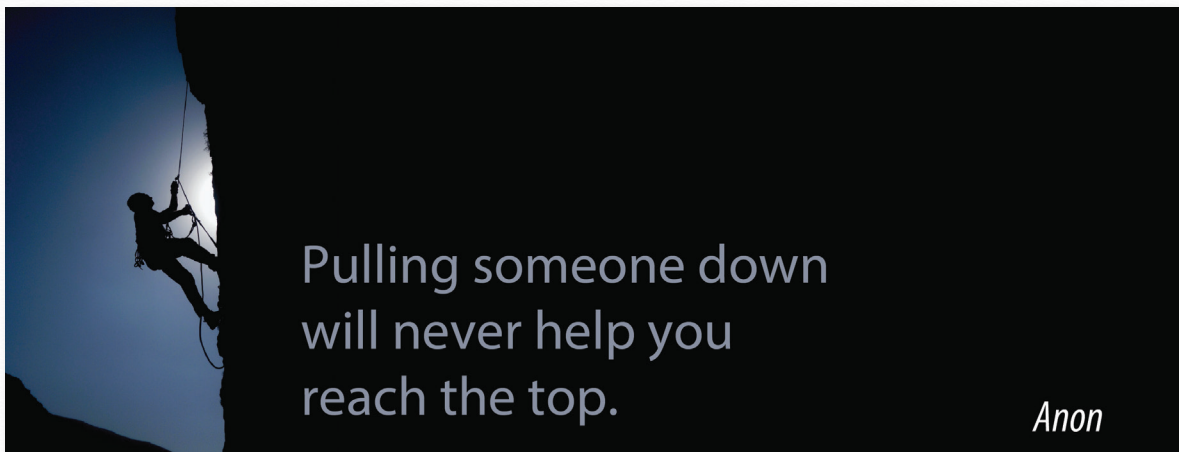 Pulling someone down
will never help you
reach the top.
Anon